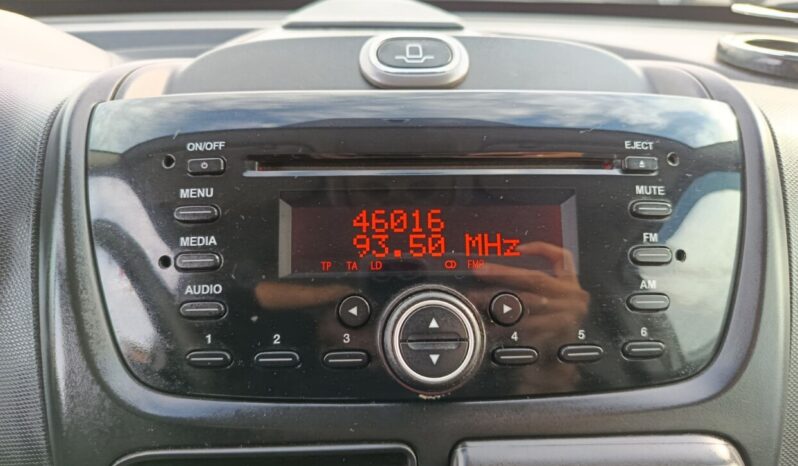 ON/OFF
EJECT
MENU
MUTE
46016
93.50 MHz
MEDIA
FM
TP TA LD FMR
AUDIO
AM
1 2 3 4 5 6